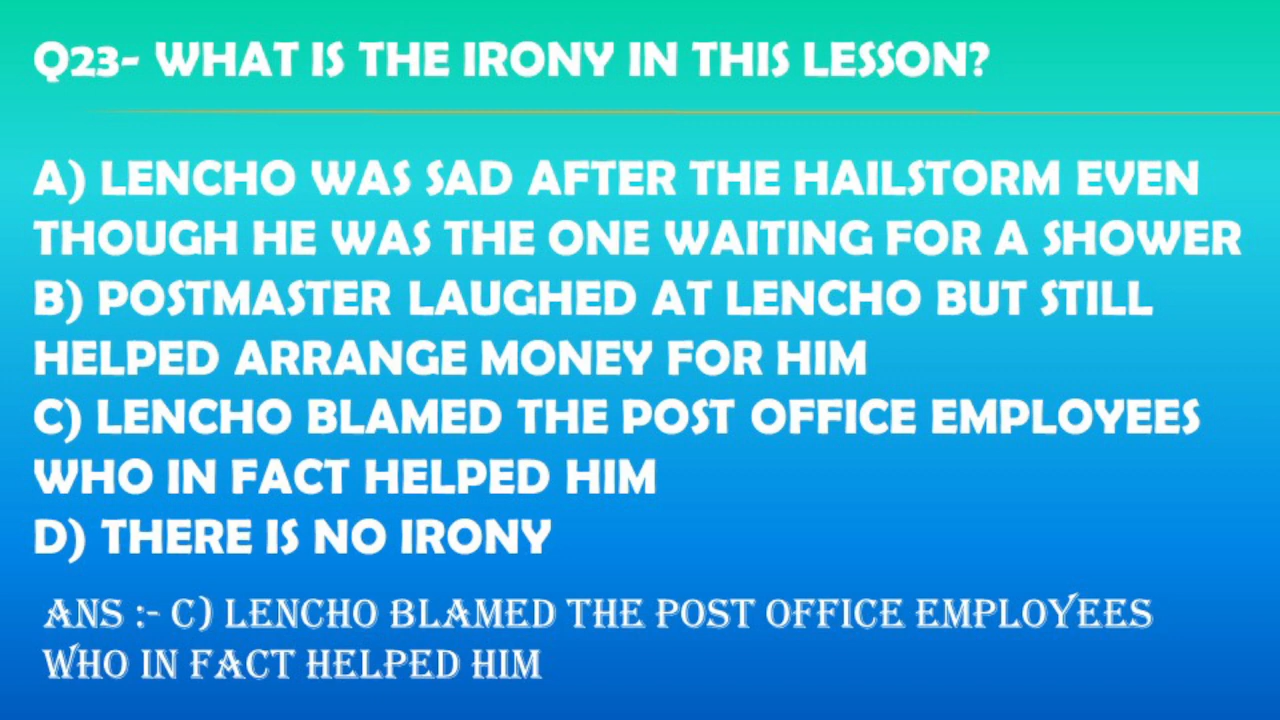 Q23- WHAT IS THE IRONY IN THIS LESSON?
A) LENCHO WAS SAD AFTER THE HAILSTORM EVEN
THOUGH HE WAS THE ONE WAITING FOR A SHOWER
B) POSTMASTER LAUGHED AT LENCHO BUT STILL
HELPED ARRANGE MONEY FOR HIM
C) LENCHO BLAMED THE POST OFFICE EMPLOYEES
WHO IN FACT HELPED HIM
D) THERE IS NO IRONY
ANS :- C) LENCHO BLAMED THE POST OFFICE EMPLOYEES
WHO IN FACT HELPED HIM